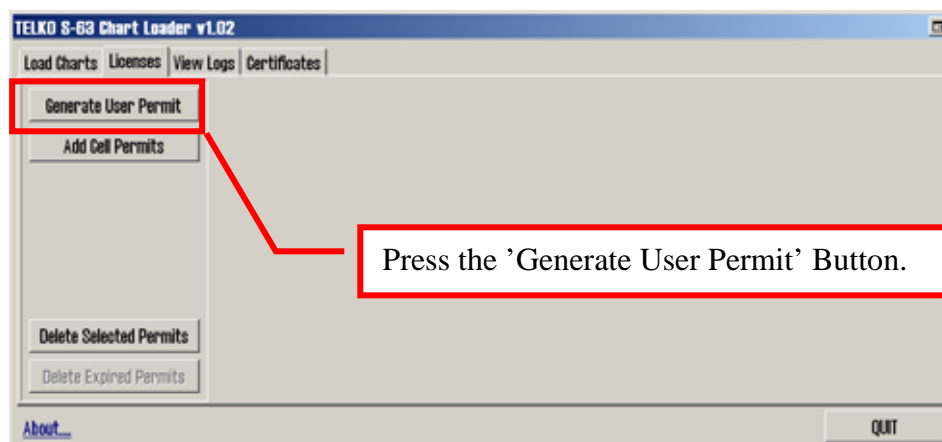 TELKO S-63 Chart Loader v1.02
Load Charts Licenses View Logs Certificates
Generate User Permit
Add Cell Permits
Press the ’Generate User Permit’ Button.
Delete Selected Permits
Delete Expired Permits
About... QUIT